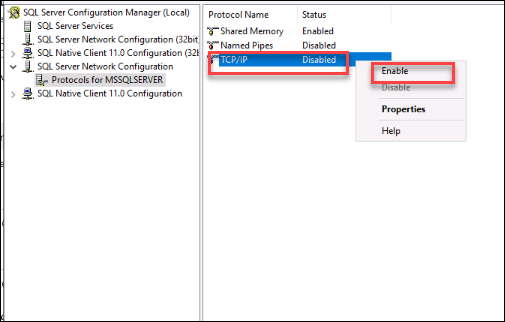 SQL Server Configuration Manager (Local)
SQL Server Services
SQL Server Network Configuration (32bit
SQL Native Client 11.0 Configuration (32
SQL Server Network Configuration
Protocols for MSSQLSERVER
SQL Native Client 11.0 Configuration
Protocol Name Status
Shared Memory Enabled
Named Pipes Disabled
TCP/IP Disabled
Enable
Disable
Properties
Help